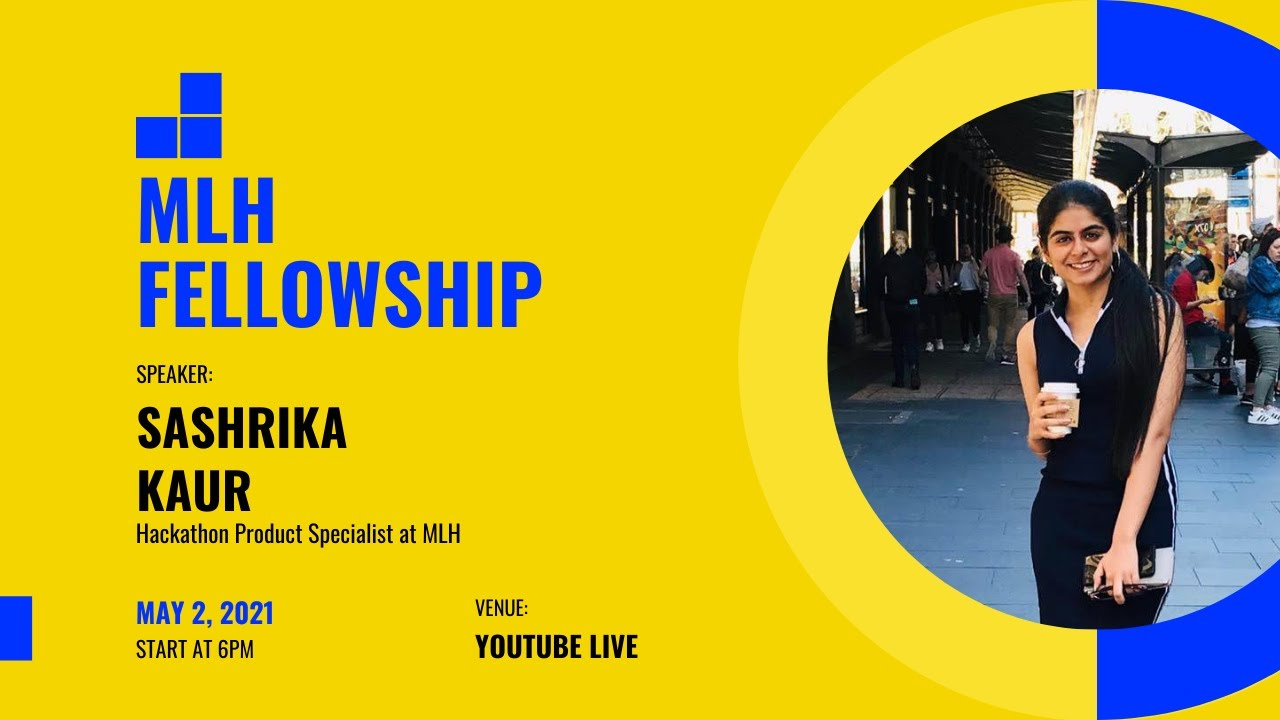 MLH
FELLOWSHIP
SPEAKER:
SASHRIKA
KAUR
Hackathon Product Specialist at MLH
MAY 2, 2021
START AT 6PM
VENUE:
YOUTUBE LIVE